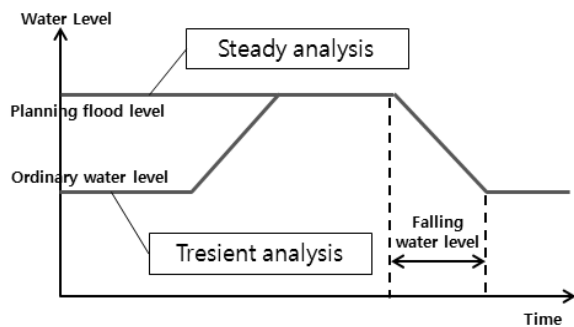 Water Level
Steady analysis
Planning flood level
Ordinary water level
Falling
water level
Tresient analysis
Time